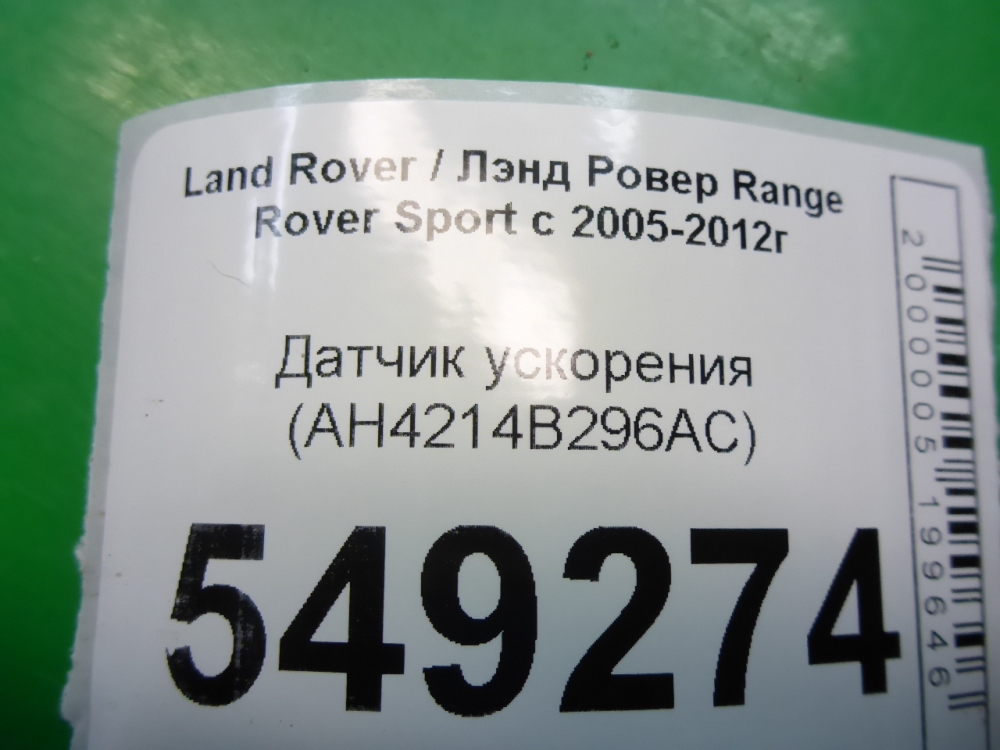 Land Rover / Лэнд Ровер Range
Rover Sport с 2005-2012г
Датчик ускорения
(AH4214B296AC)
549274
2000005199646